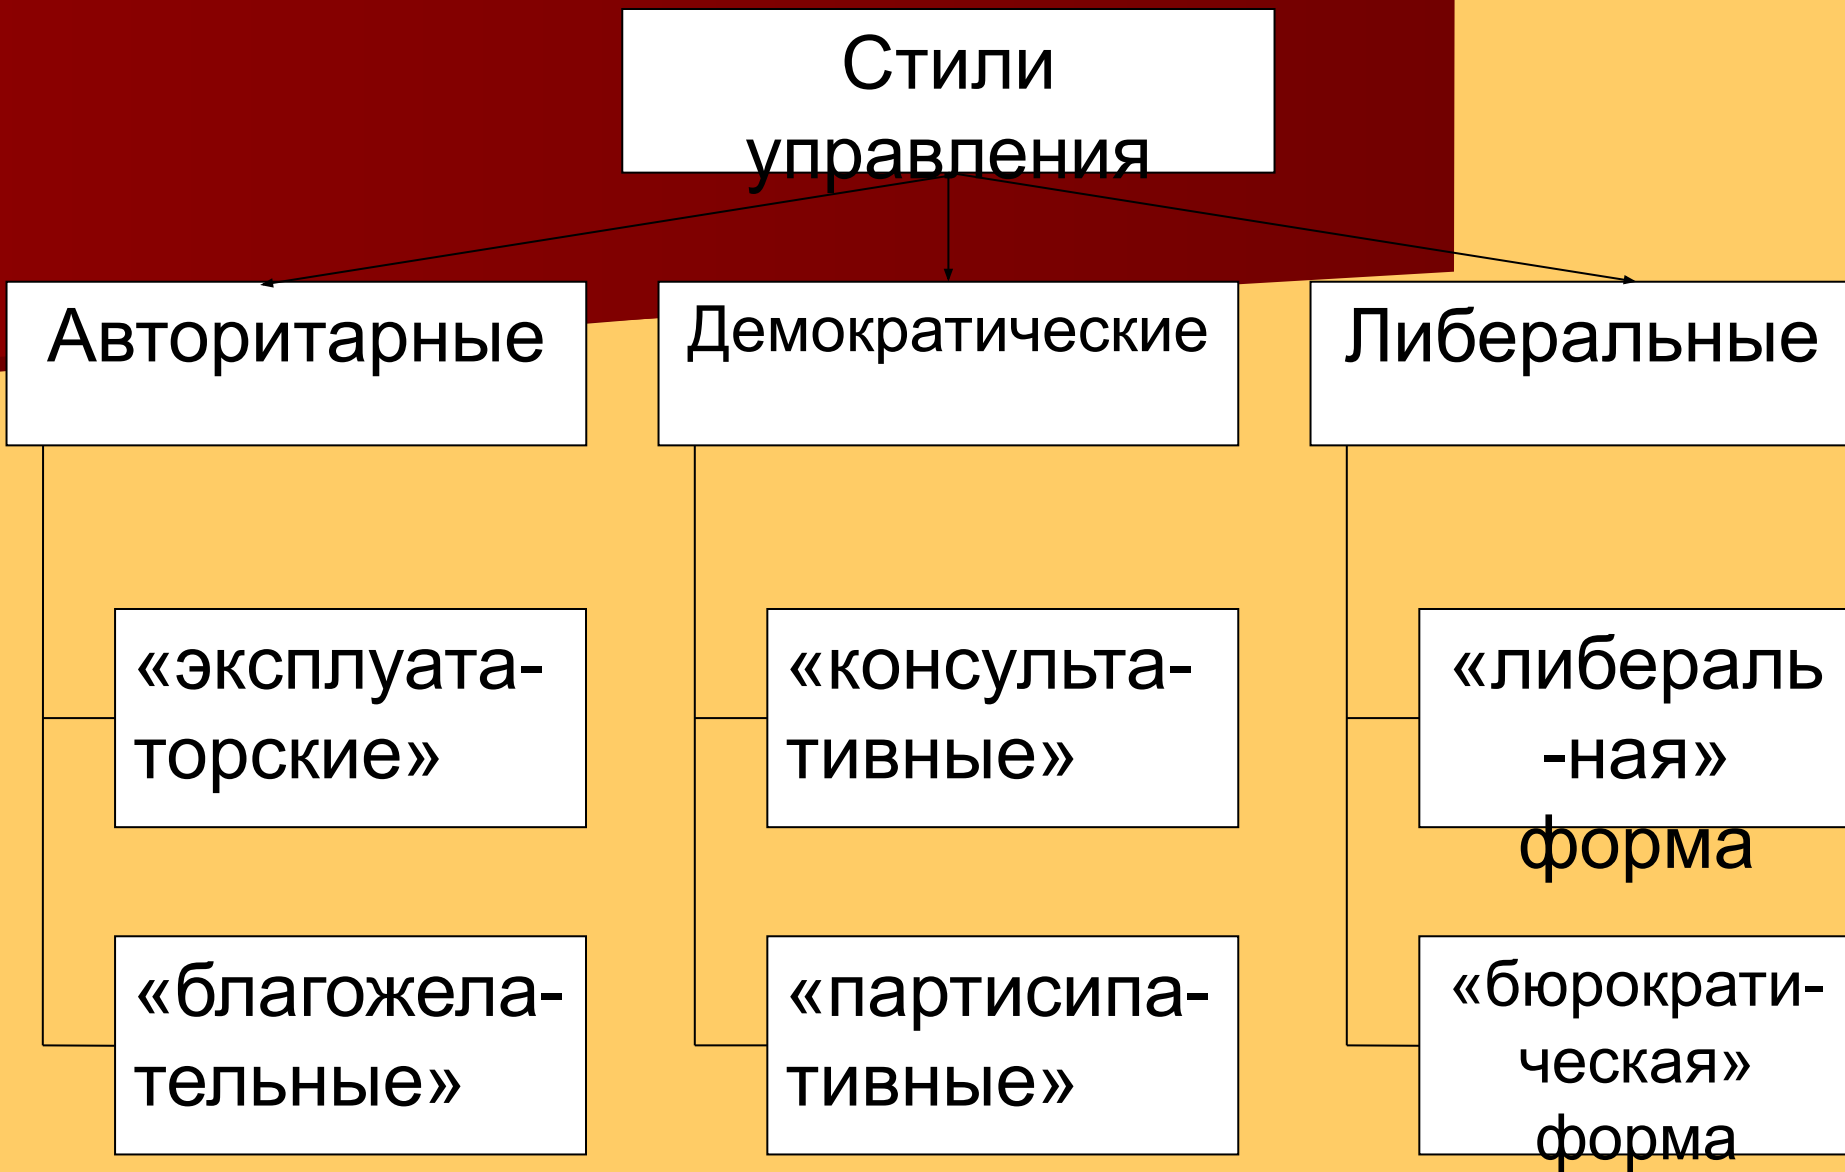 Стили
управления
Авторитарные
Демократические
Либеральные
«эксплуата-
торские»
«консульта-
тивные»
«либераль
-ная»
форма
«благожела-
тельные»
«партисипа-
тивные»
«бюрократи-
ческая»
форма